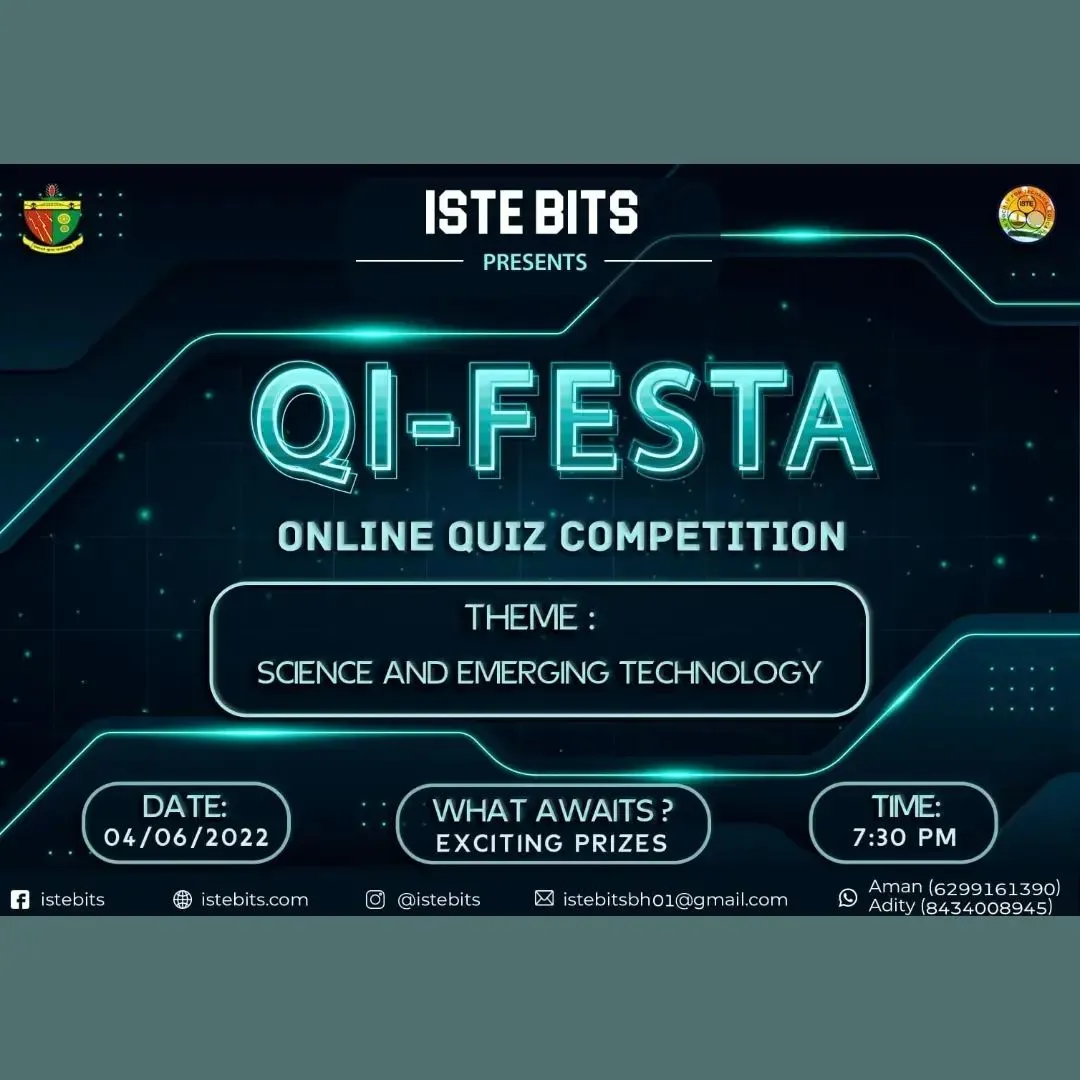 ISTE BITS
PRESENTS
QI-FESTA
ONLINE QUIZ COMPETITION
THEME :
SCIENCE AND EMERGING TECHNOLOGY
DATE:
04/06/2022
WHAT AWAITS ?
EXCITING PRIZES
TIME:
7:30 PM
istebits
istebits.com
@istebits
istebitsbh01@gmail.com
Aman (6299161390)
Adity (8434008945)
ISTE